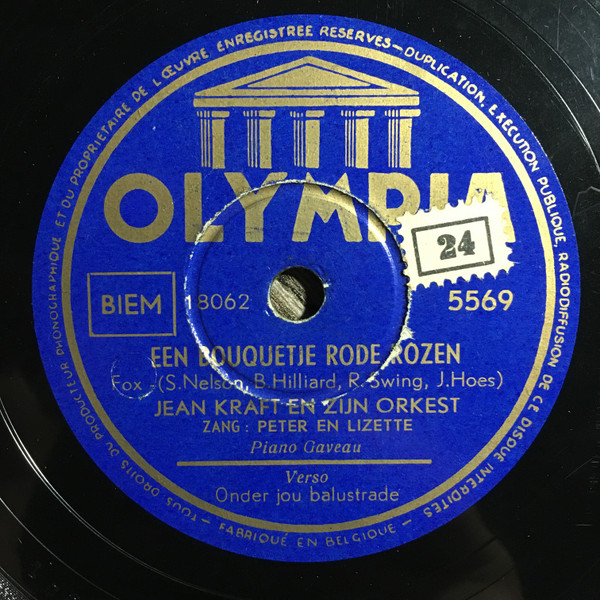 TOUS DROITS DU PRODUCTEUR PHONOGRAPHIQUE ET DU PROPRIETAIRE DE L'ŒUVRE ENREGISTREE RESERVES — DUPLICATION, EXECUTION PUBLIQUE, RADIODIFFUSION DE CE DISQUE INTERDITES
OLYMPIA
24
BIEM 18062 5569
EEN BOUQUETJE RODE ROZEN
Fox - (S. Nelson, B. Hilliard, R. Swing, J. Hoes)
JEAN KRAFT EN ZIJN ORKEST
ZANG : PETER EN LIZETTE
Piano Gaveau
Verso
Onder jou balustrade
FABRIQUÉ EN BELGIQUE